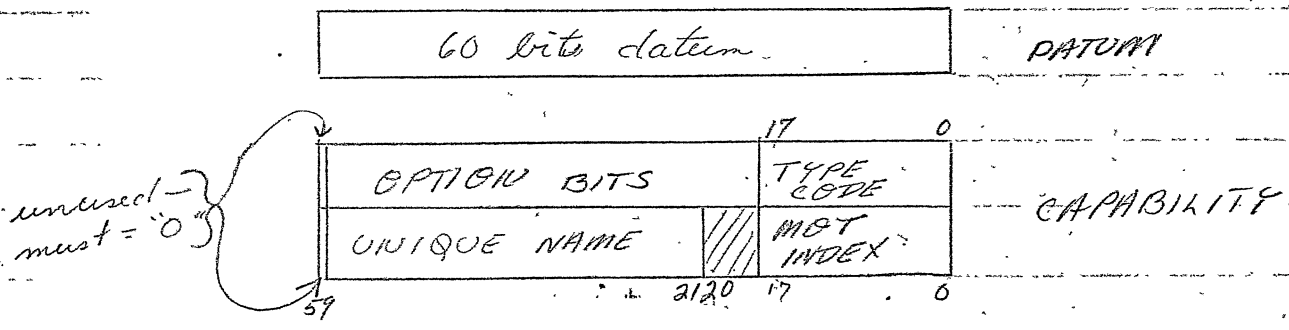 60 bits datum
DATUM
17 0
OPTION BITS
TYPE
CODE
unused
must = "0"
CAPABILITY
UNIQUE NAME
MOT
INDEX
59 21 20 17 0